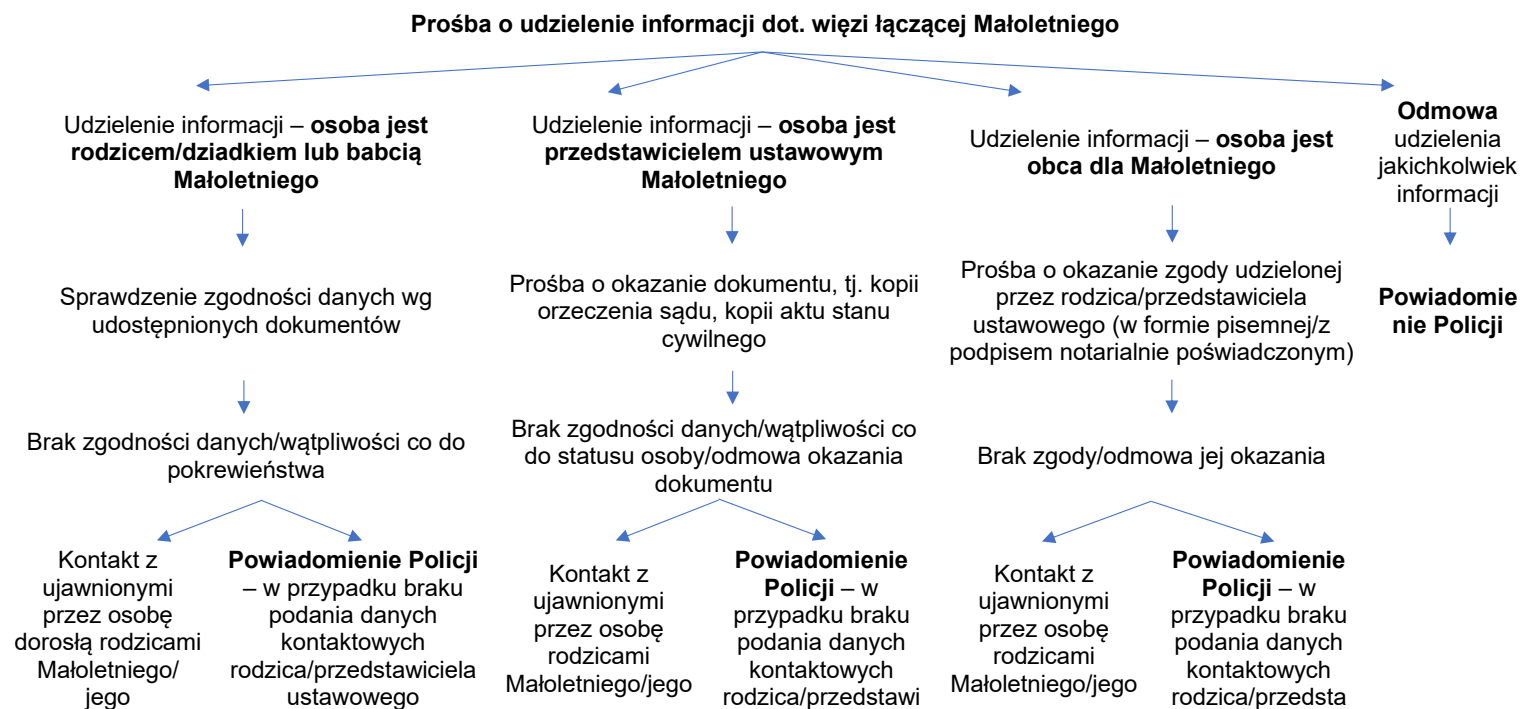 Prośba o udzielenie informacji dot. więzi łączącej Małoletniego
Udzielenie informacji – osoba jest
rodzicem/dziadkiem lub babcią
Małoletniego
Udzielenie informacji – osoba jest
przedstawicielem ustawowym
Małoletniego
Udzielenie informacji – osoba jest
obca dla Małoletniego
Odmowa
udzielenia
jakichkolwiek
informacji
Sprawdzenie zgodności danych wg
udostępnionych dokumentów
Prośba o okazanie dokumentu, tj. kopii
orzeczenia sądu, kopii aktu stanu
cywilnego
Prośba o okazanie zgody udzielonej
przez rodzica/przedstawiciela
ustawowego (w formie pisemnej/z
podpisem notarialnie poświadczonym)
Powiadomie
nie Policji
Brak zgodności danych/wątpliwości co do
pokrewieństwa
Brak zgodności danych/wątpliwości co
do statusu osoby/odmowa okazania
dokumentu
Brak zgody/odmowa jej okazania
Kontakt z
ujawnionymi
przez osobę
dorosłą rodzicami
Małoletniego/
jego
Powiadomienie Policji
– w przypadku braku
podania danych
kontaktowych
rodzica/przedstawiciela
ustawowego
Kontakt z
ujawnionymi
przez osobę
rodzicami
Małoletniego/jego
Powiadomienie
Policji – w
przypadku braku
podania danych
kontaktowych
rodzica/przedstawi
Kontakt z
ujawnionymi
przez osobę
rodzicami
Małoletniego/jego
Powiadomienie
Policji – w
przypadku braku
podania danych
kontaktowych
rodzica/przedsta